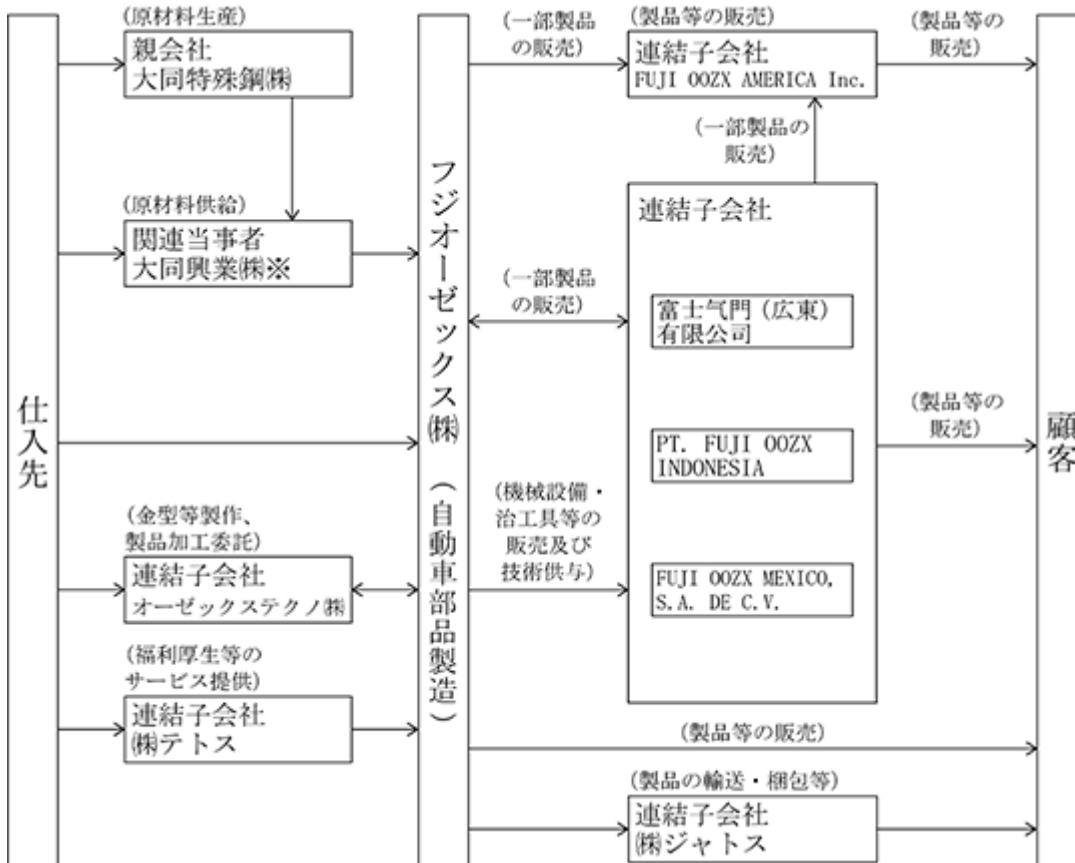 仕入先
(原材料生産)
親会社
大同特殊鋼㈱
(原材料供給)
関連当事者
大同興業㈱※
(金型等製作、
製品加工委託)
連結子会社
オーゼックステクノ㈱
(福利厚生等の
サービス提供)
連結子会社
㈱テトス
フジオーゼックス㈱(自動車部品製造)
(一部製品
の販売)
(製品等の販売)
連結子会社
FUJI OOZX AMERICA Inc.
(製品等の
販売)
(一部製品の
販売)
連結子会社
(一部製品
の販売)
富士气門(広東)
有限公司
PT. FUJI OOZX
INDONESIA
(製品等の
販売)
(機械設備・
治工具等の
販売及び
技術供与)
FUJI OOZX MEXICO,
S.A. DE C.V.
(製品等の販売)
(製品の輸送・梱包等)
連結子会社
㈱ジャトス
顧客